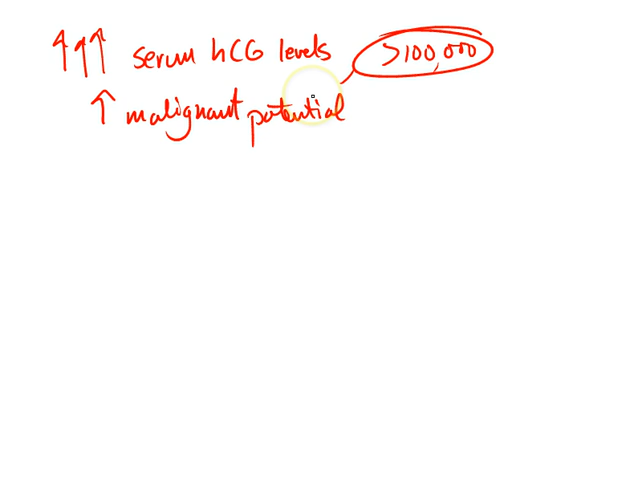 ↑↑↑ serum hCG levels >100,000
↑ malignant potential